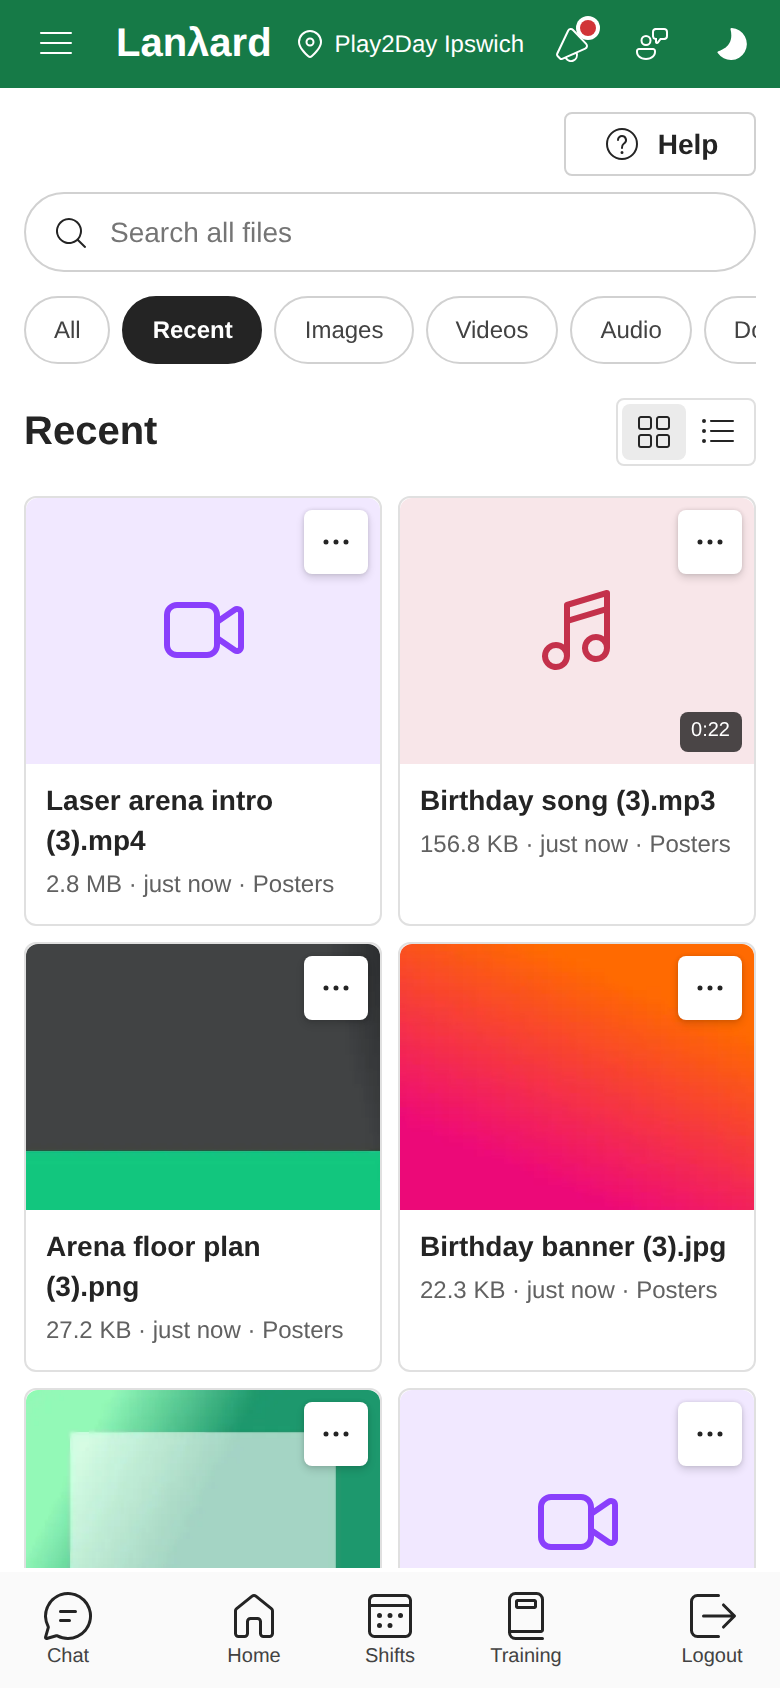 Lanλard
Play2Day Ipswich
Help
Search all files
All
Recent
Images
Videos
Audio
Recent
Laser arena intro
(3).mp4
2.8 MB · just now · Posters
0:22
Birthday song (3).mp3
156.8 KB · just now · Posters
Arena floor plan
(3).png
27.2 KB · just now · Posters
Birthday banner (3).jpg
22.3 KB · just now · Posters
Chat
Home
Shifts
Training
Logout